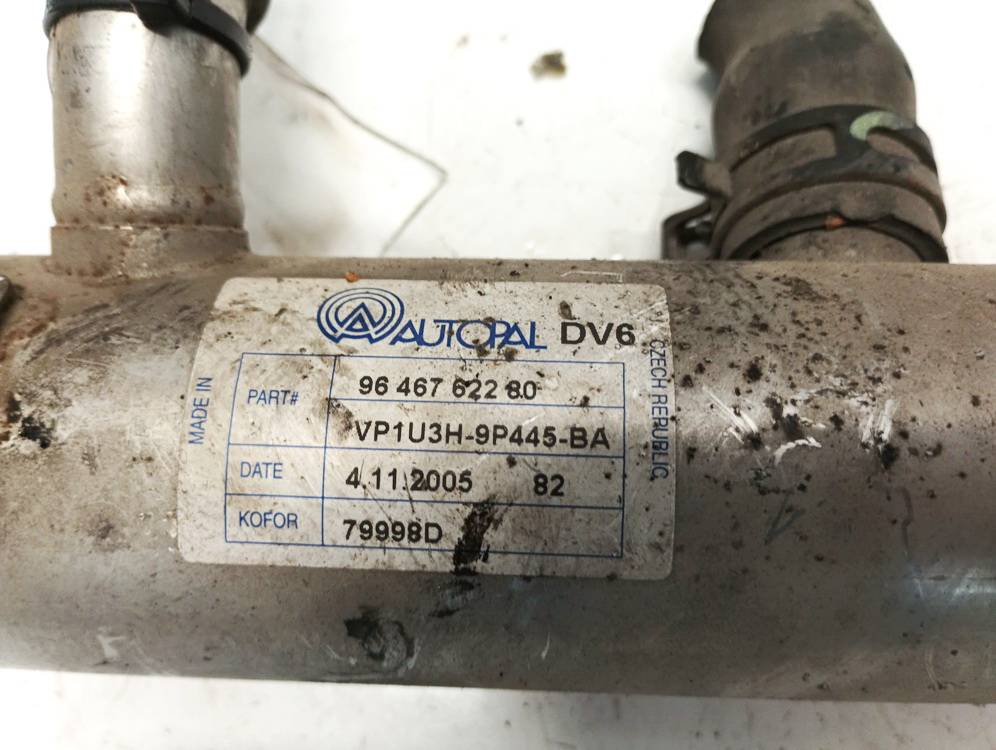 AUTOPAL DV6
MADE IN
CZECH REPUBLIC
PART# 96 467 622 80
VP1U3H-9P445-BA
DATE 4.11.2005 82
KOFOR 79998D